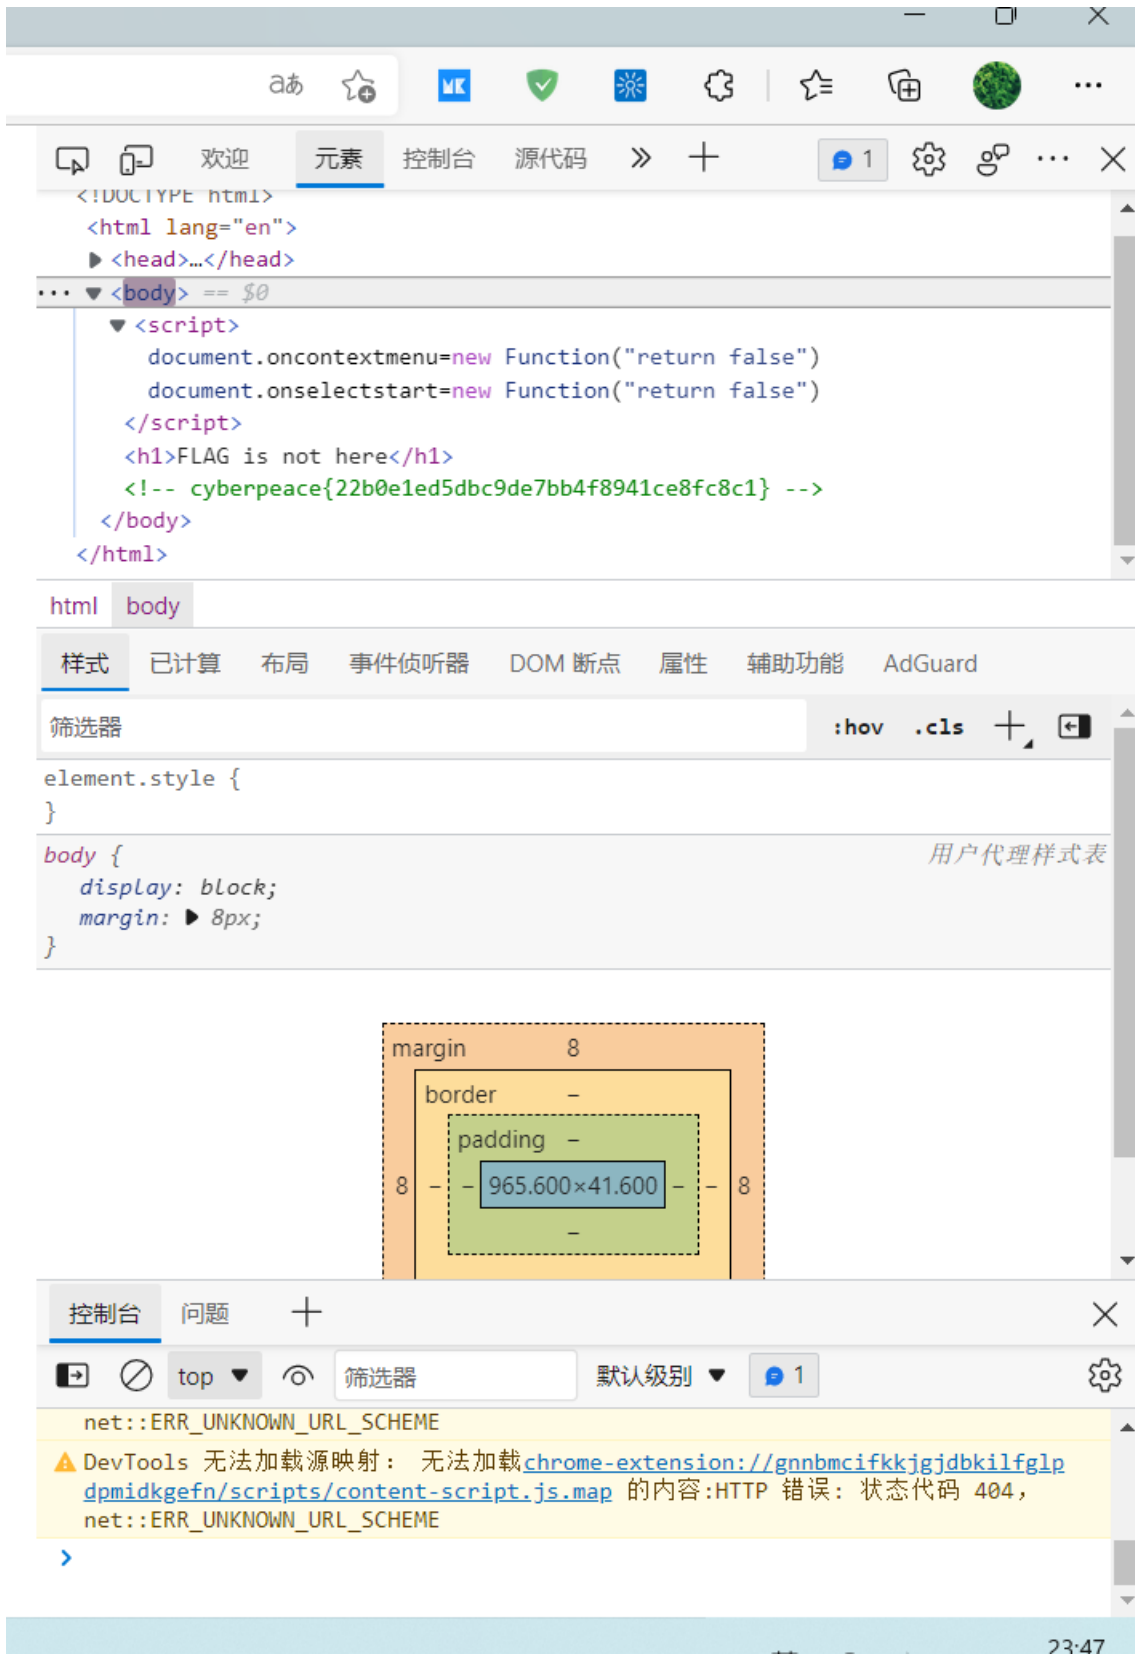 aあ
MK
欢迎 元素 控制台 源代码 » 1
<!DOCTYPE html>
<html lang="en">
<head>…</head>
<body> == $0
<script>
document.oncontextmenu=new Function("return false")
document.onselectstart=new Function("return false")
</script>
<h1>FLAG is not here</h1>
<!-- cyberpeace{22b0e1ed5dbc9de7bb4f8941ce8fc8c1} -->
</body>
</html>
html body
样式 已计算 布局 事件侦听器 DOM 断点 属性 辅助功能 AdGuard
筛选器 :hov .cls
element.style {
}
body { 用户代理样式表
display: block;
margin: 8px;
}
margin 8
border –
padding –
8 – – 965.600×41.600 – – 8
–
控制台 问题
top 筛选器 默认级别 1
net::ERR_UNKNOWN_URL_SCHEME
DevTools 无法加载源映射: 无法加载chrome-extension://gnnbmcifkkjgjdbkilfglp
dpmidkgefn/scripts/content-script.js.map 的内容:HTTP 错误: 状态代码 404,
net::ERR_UNKNOWN_URL_SCHEME
23:47